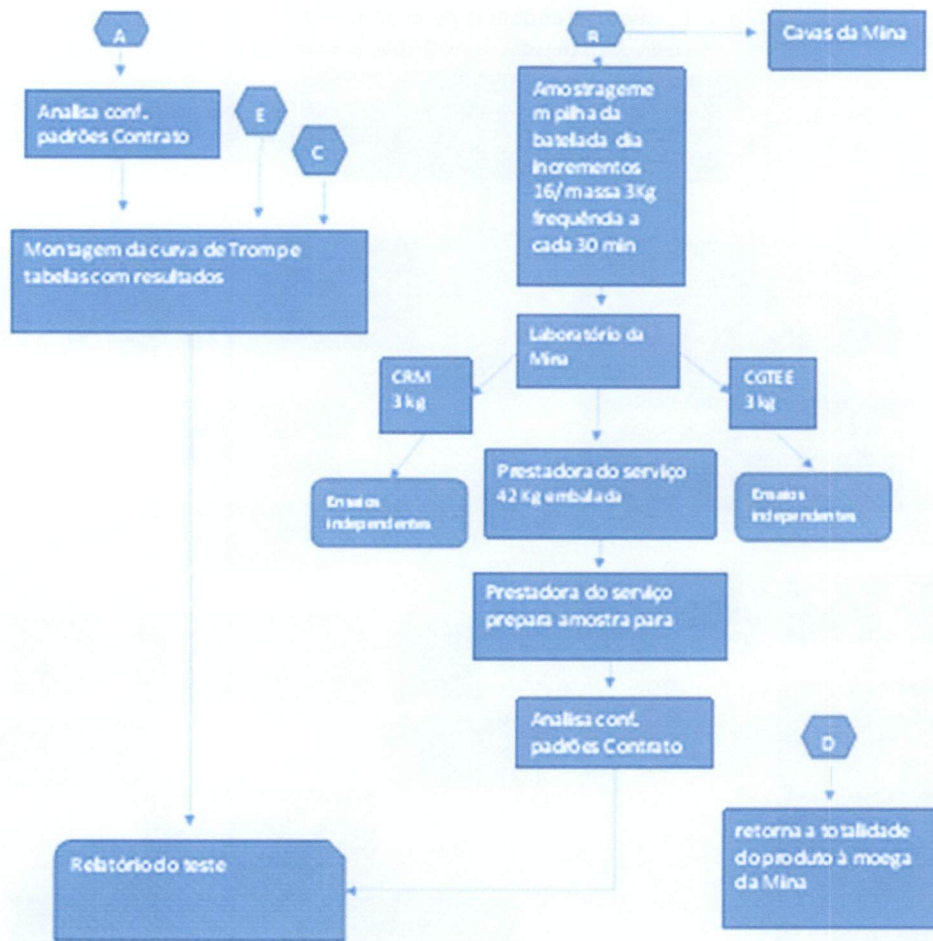 A
Analisa conf.
padrões Contrato
E
C
Montagem da curva de Trompe
tabelas com resultados
B
Cavas da Mina
Amostrageme
m pilha da
batelada dia
incrementos
16/ massa 3Kg
frequência a
cada 30 min
Laboratório da
Mina
CRM
3 kg
CGTEE
3 kg
Ensaios
independentes
Prestadora do serviço
42 Kg embalada
Ensaios
independentes
Prestadora do serviço
prepara amostra para
Analisa conf.
padrões Contrato
D
retorna a totalidade
do produto à moega
da Mina
Relatório do teste